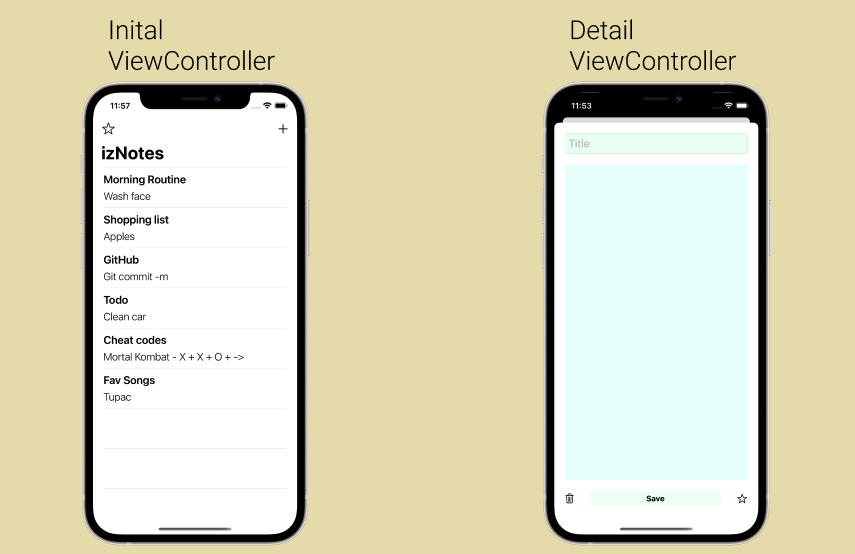 Inital
ViewController
11:57
izNotes
Morning Routine
Wash face
Shopping list
Apples
GitHub
Git commit -m
Todo
Clean car
Cheat codes
Mortal Kombat - X + X + O + ->
Fav Songs
Tupac
Detail
ViewController
11:53
Title
Save